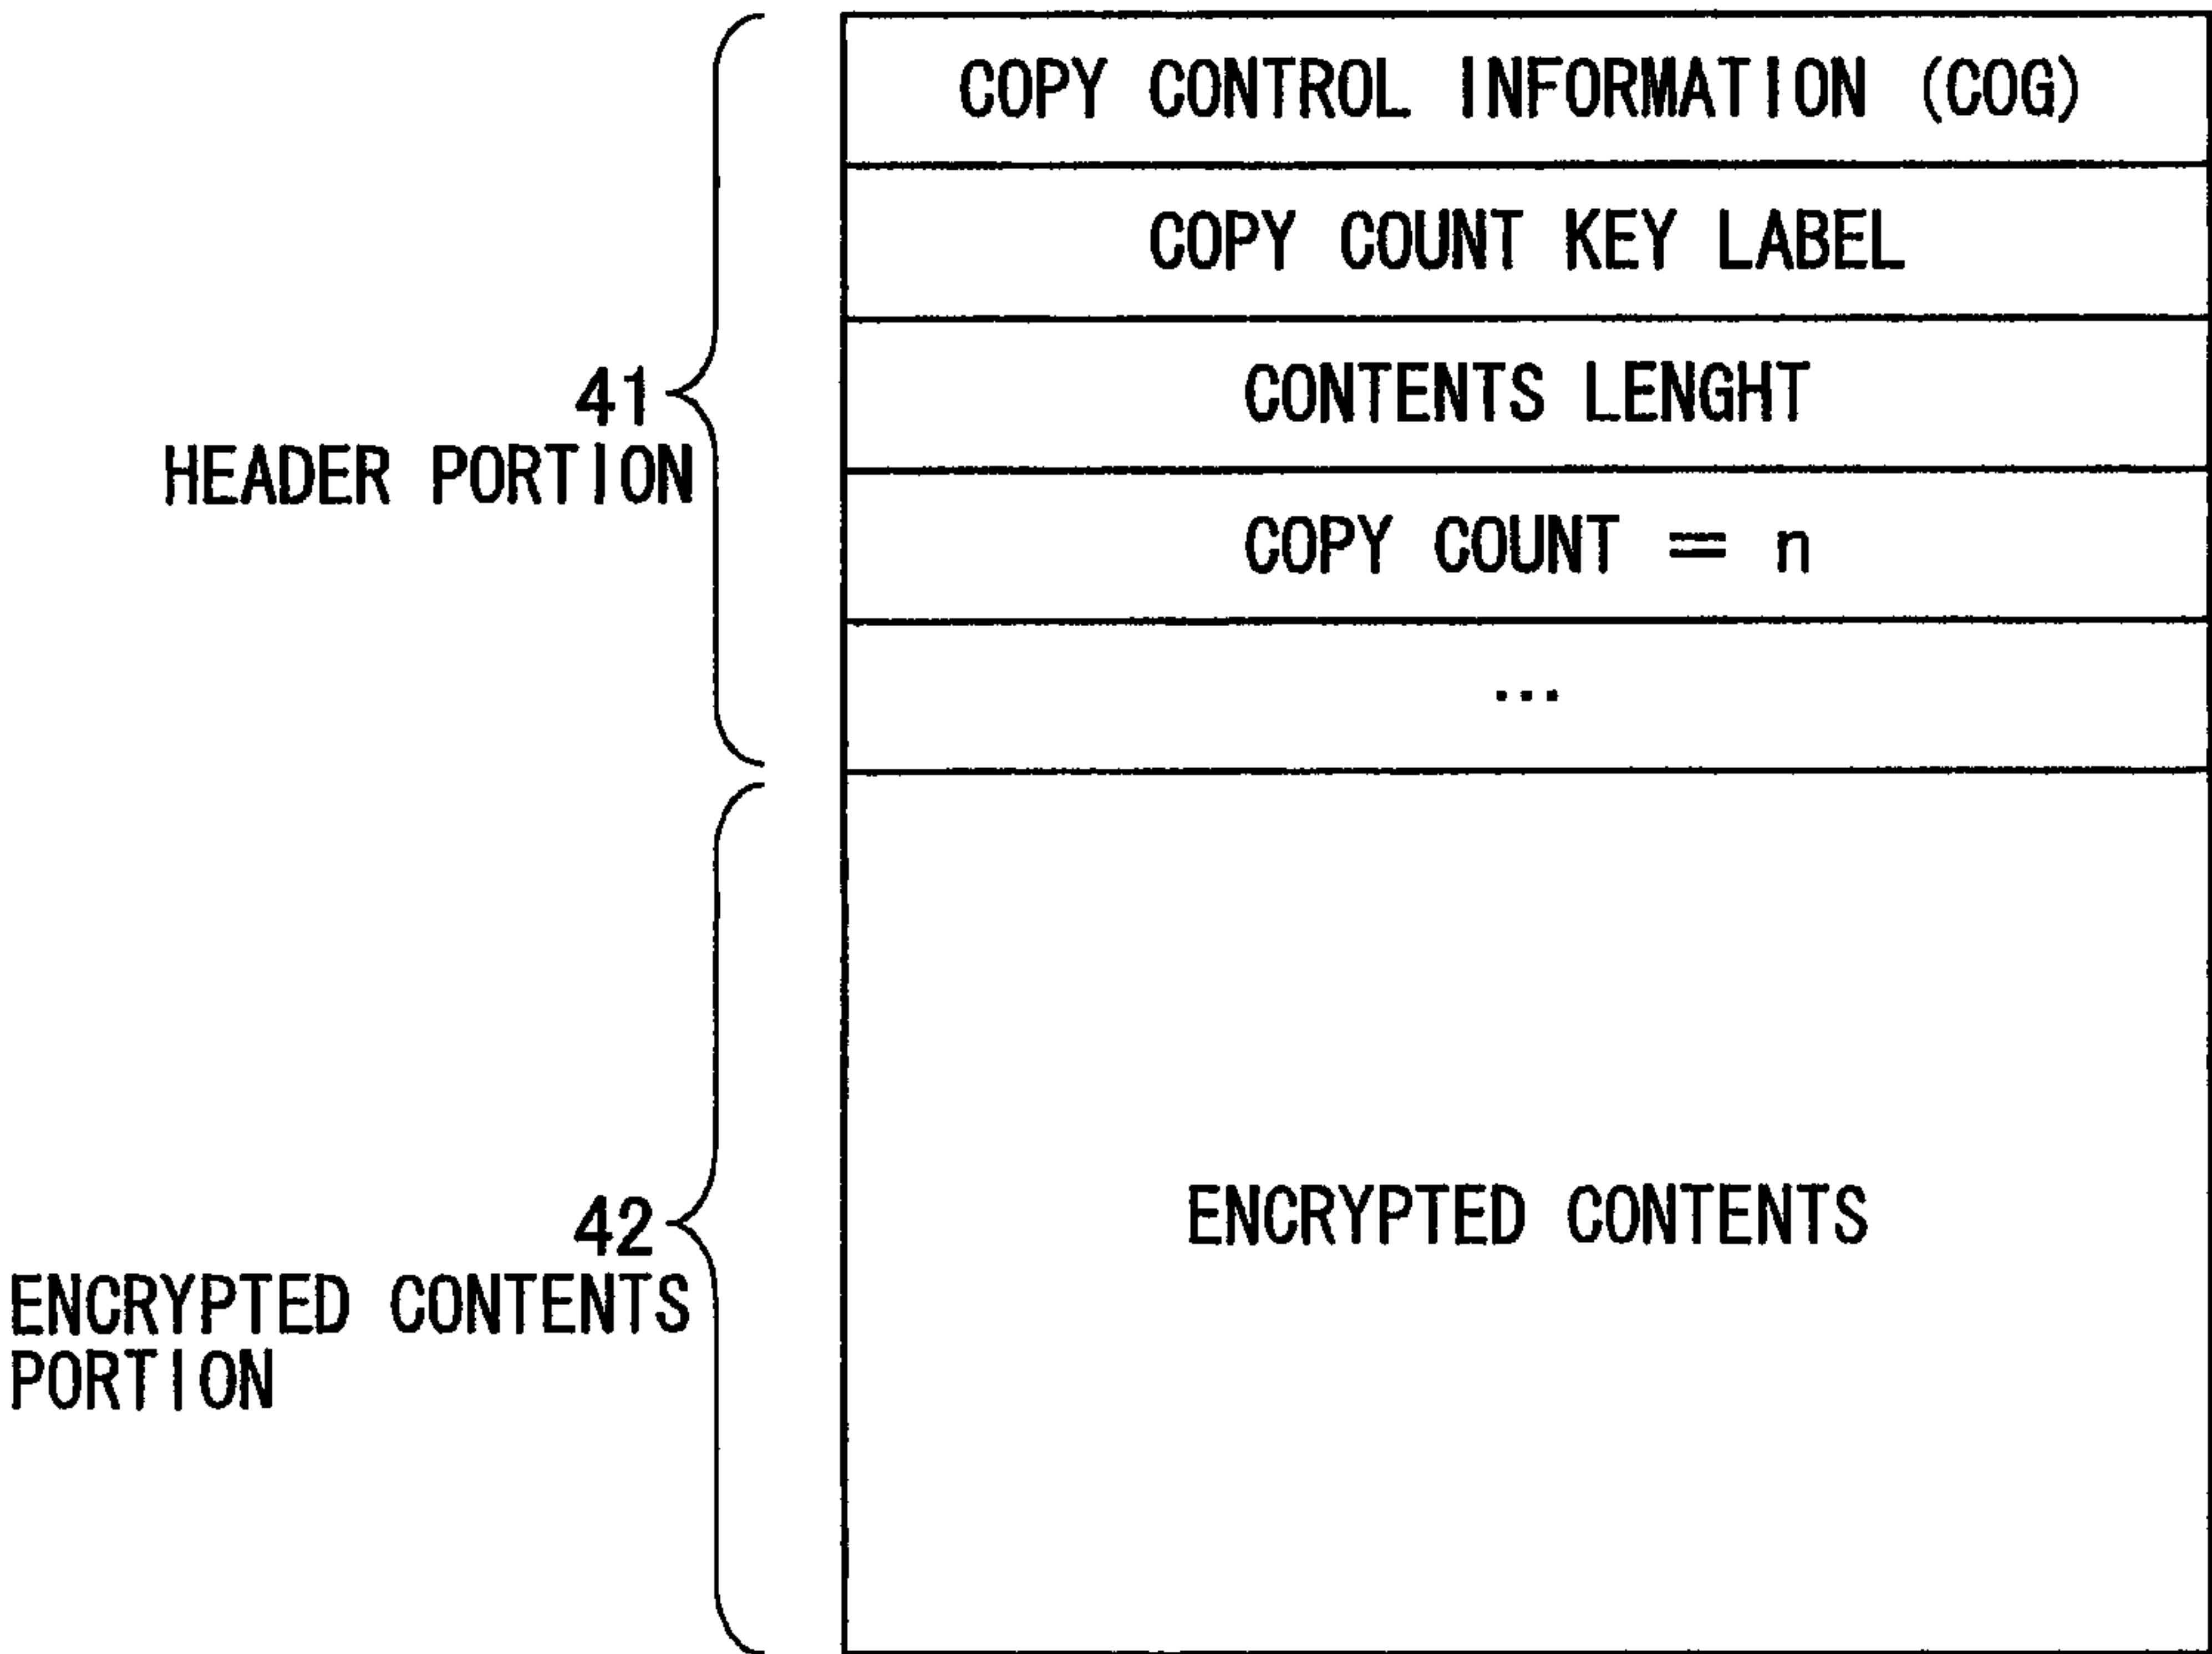 COPY CONTROL INFORMATION (COG)
COPY COUNT KEY LABEL
CONTENTS LENGHT
COPY COUNT = n
...
41
HEADER PORTION
ENCRYPTED CONTENTS
42
ENCRYPTED CONTENTS
PORTION